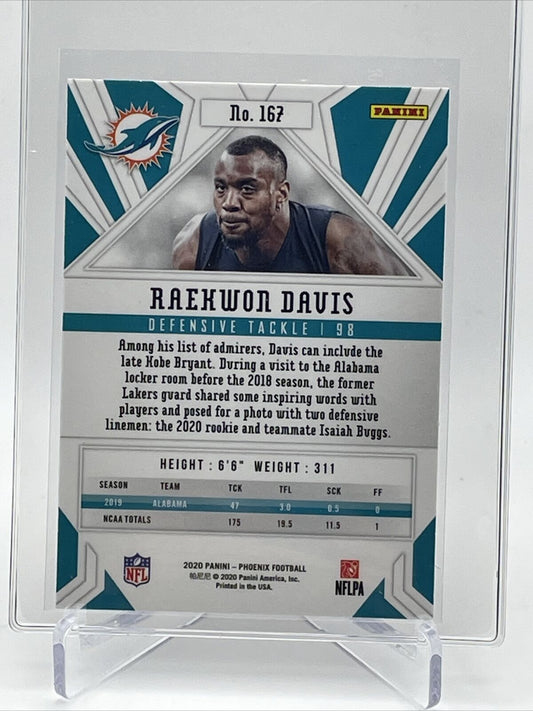 No. 167
PANINI
RAEKWON DAVIS
DEFENSIVE TACKLE | 98
Among his list of admirers, Davis can include the
late Kobe Bryant. During a visit to the Alabama
locker room before the 2018 season, the former
Lakers guard shared some inspiring words with
players and posed for a photo with two defensive
linemen: the 2020 rookie and teammate Isaiah Buggs.
HEIGHT : 6'6" WEIGHT : 311
SEASON TEAM TCK TFL SCK FF
2019 ALABAMA 47 3.0 0.5 0
NCAA TOTALS 175 19.5 11.5 1
2020 PANINI – PHOENIX FOOTBALL
帕尼尼 © 2020 Panini America, Inc.
Printed in the USA.
NFL
NFLPA